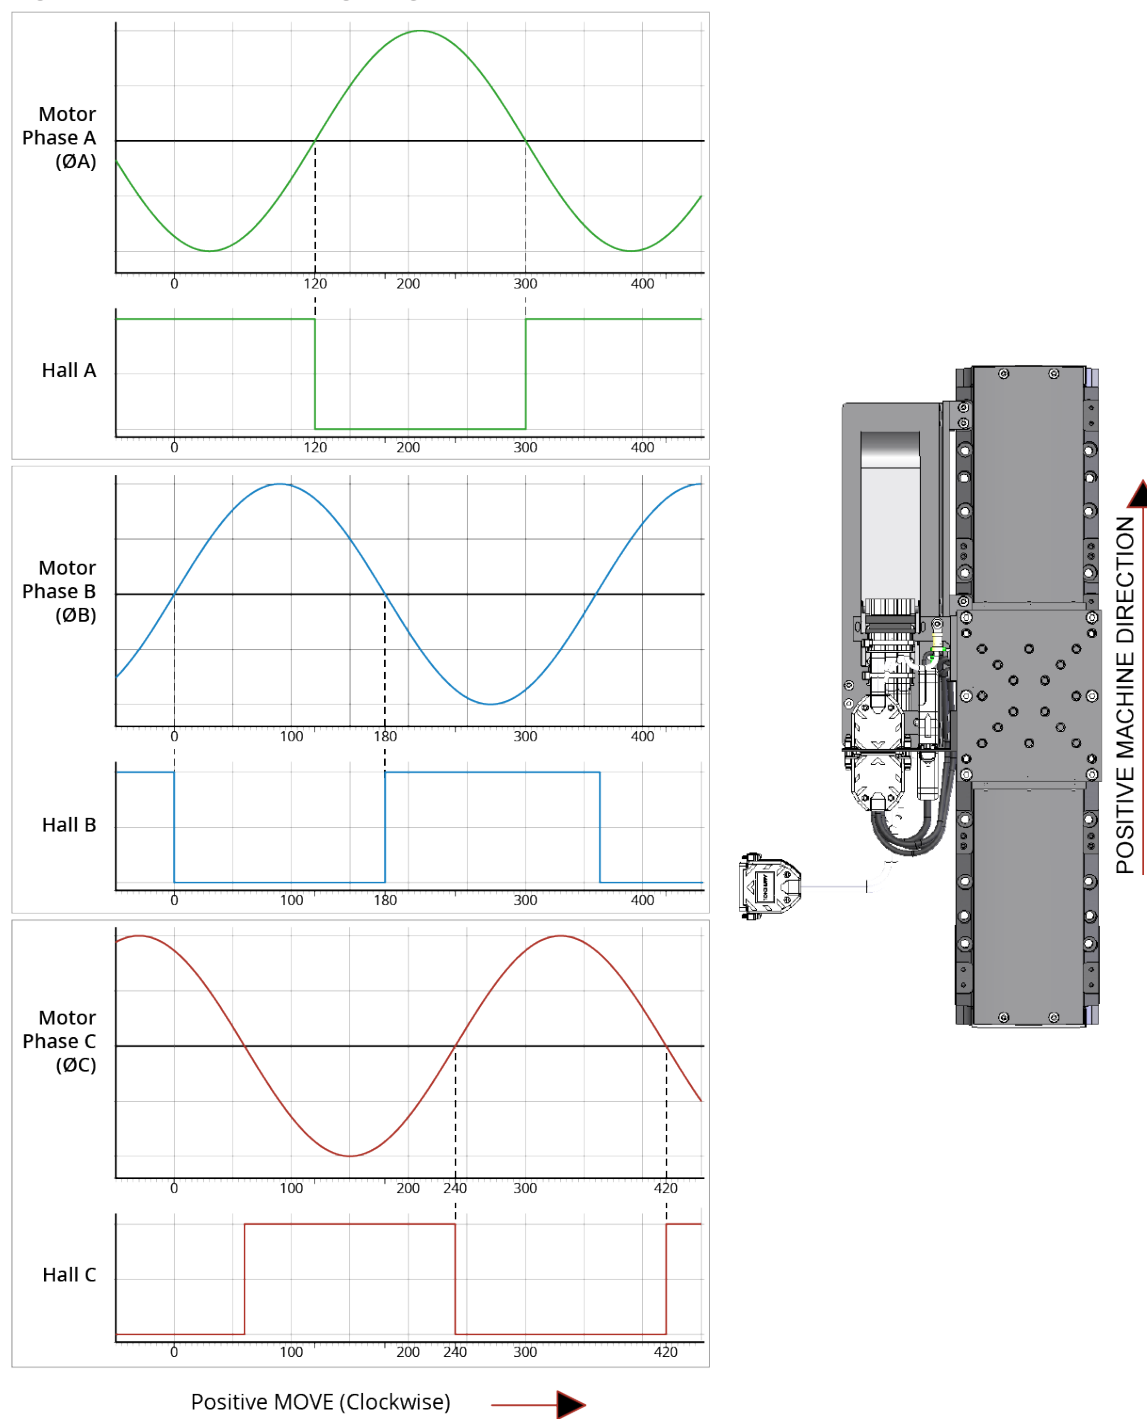 Motor
Phase A
(ØA)
0
120
200
300
400
Hall A
0
120
200
300
400
Motor
Phase B
(ØB)
0
100
180
300
400
Hall B
0
100
180
300
400
Motor
Phase C
(ØC)
0
100
200
240
300
420
Hall C
0
100
200
240
300
420
Positive MOVE (Clockwise)
POSITIVE MACHINE DIRECTION